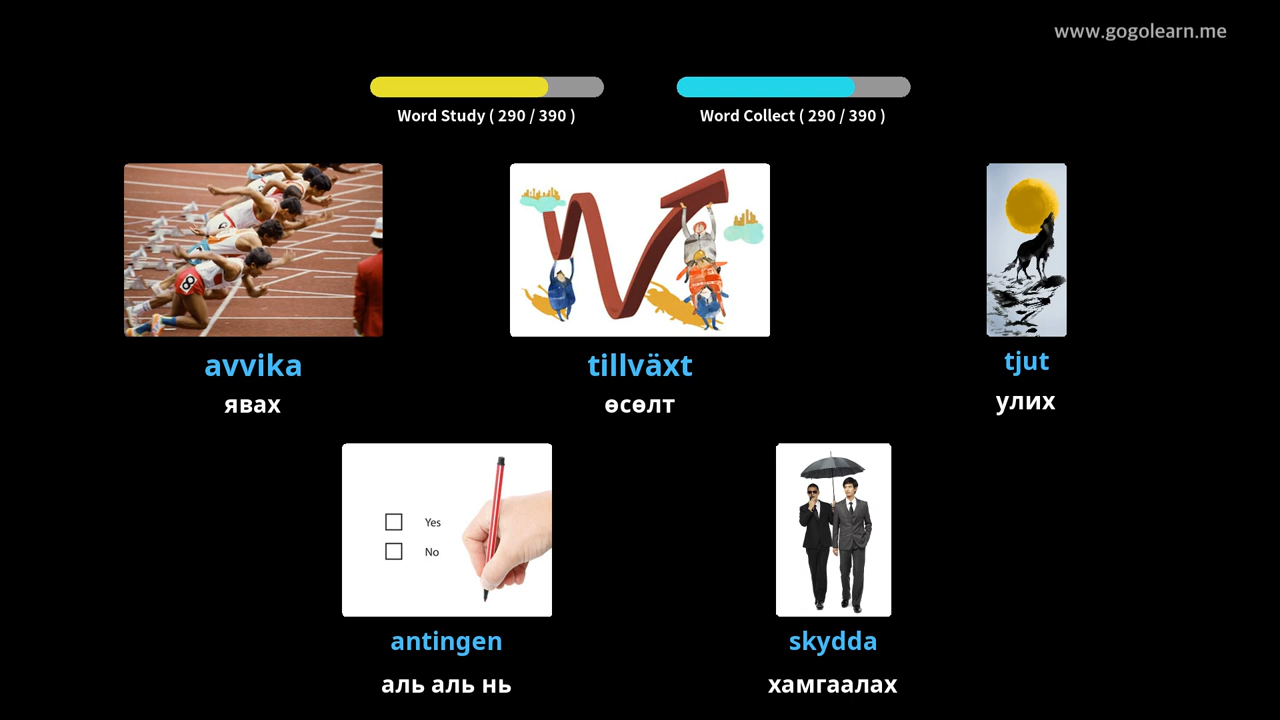 www.gogolearn.me
Word Study ( 290 / 390 )
Word Collect ( 290 / 390 )
avvika
явах
tillväxt
өсөлт
tjut
улих
8
Yes
No
antingen
аль аль нь
skydda
хамгаалах